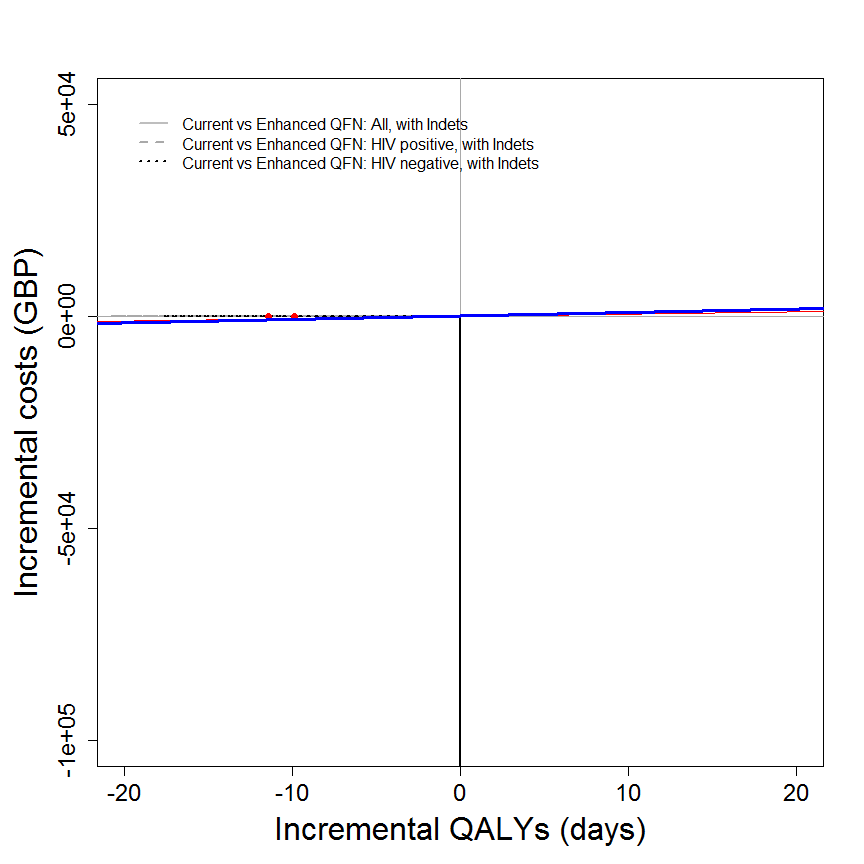 Current vs Enhanced QFN: All, with Indets
Current vs Enhanced QFN: HIV positive, with Indets
Current vs Enhanced QFN: HIV negative, with Indets
Incremental costs (GBP)
5e+04
0e+00
-5e+04
-1e+05
-20 -10 0 10 20
Incremental QALYs (days)